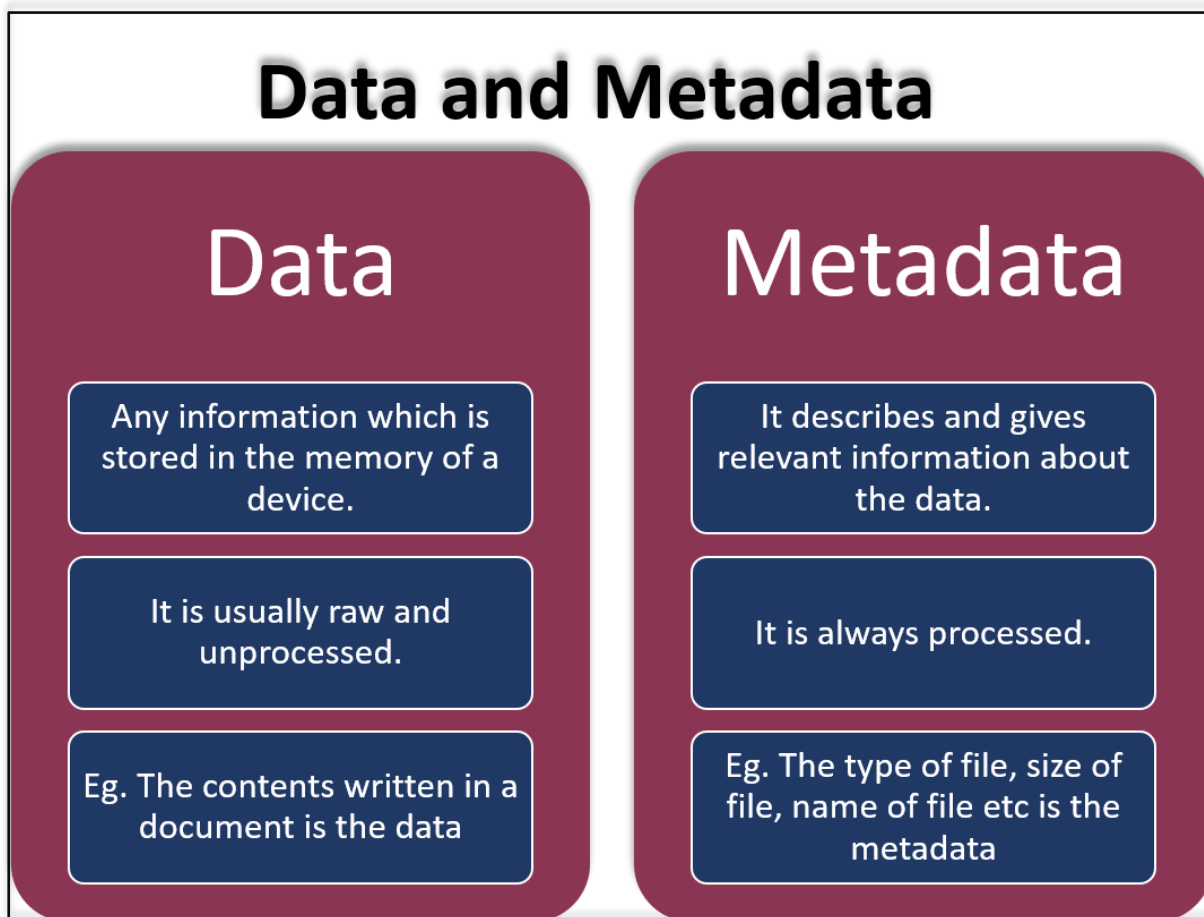 Data and Metadata
Data
Any information which is
stored in the memory of a
device.
It is usually raw and
unprocessed.
Eg. The contents written in a
document is the data
Metadata
It describes and gives
relevant information about
the data.
It is always processed.
Eg. The type of file, size of
file, name of file etc is the
metadata